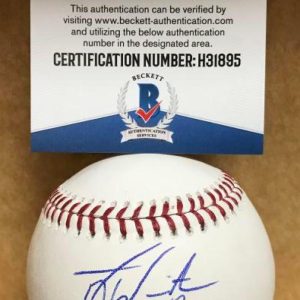 This authentication can be verified by
visiting www.beckett-authentication.com
and utilizing the below authentication
number in the designated area.
CERTIFICATION NUMBER: H31895
BECKETT
B
AUTHENTICATION
SERVICES